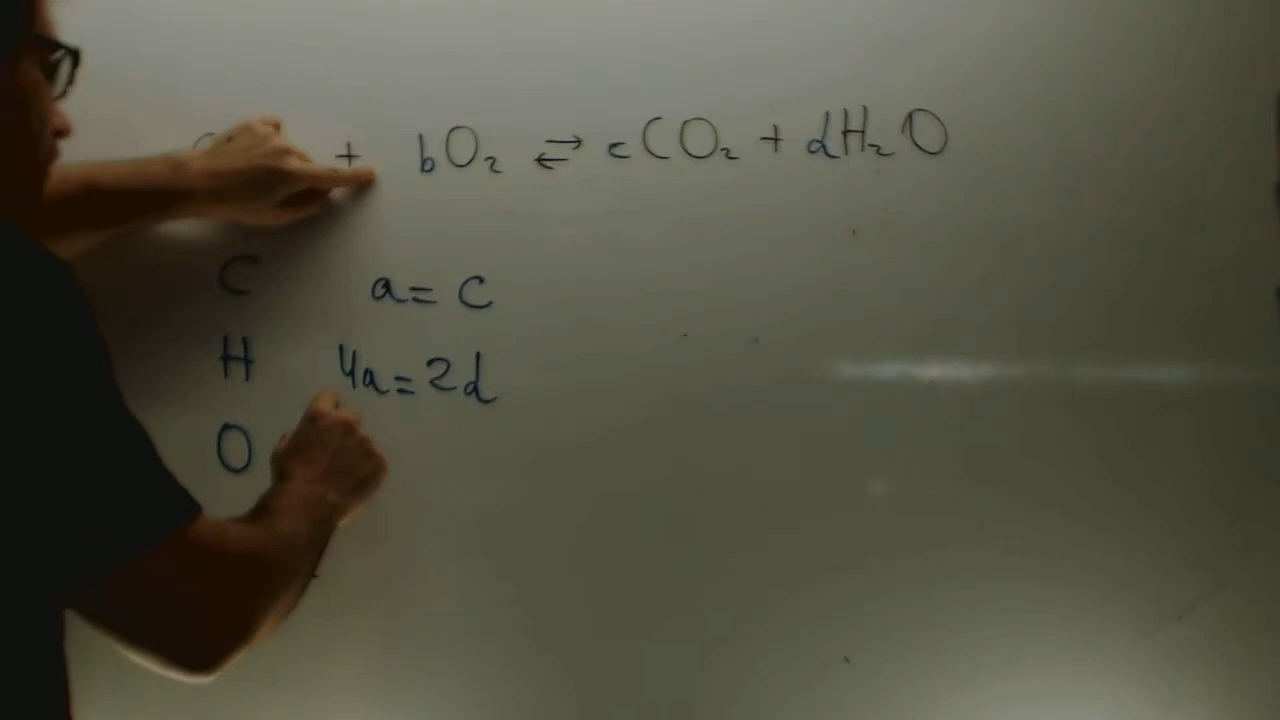 + bO₂ ⇄ cCO₂ + dH₂O
C a = c
H 4a = 2d
O